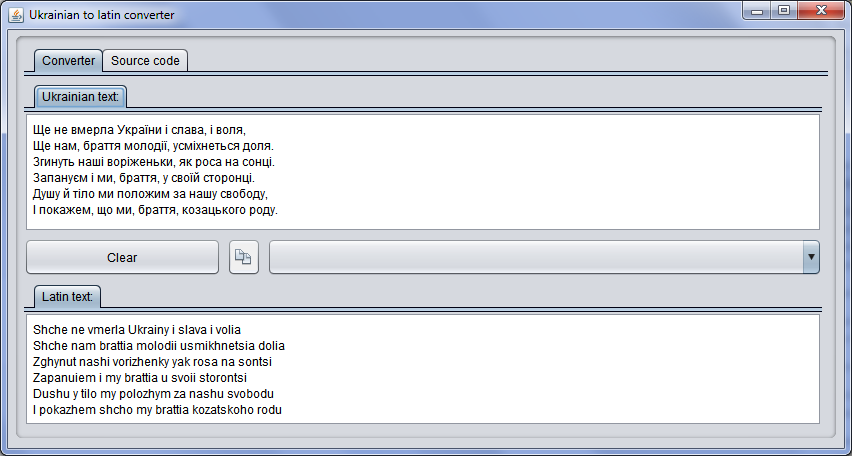 Ukrainian to latin converter
Converter
Source code
Ukrainian text:
Ще не вмерла України і слава, і воля,
Ще нам, браття молодії, усміхнеться доля.
Згинуть наші воріженьки, як роса на сонці.
Запануєм і ми, браття, у своїй сторонці.
Душу й тіло ми положим за нашу свободу,
І покажем, що ми, браття, козацького роду.
Clear
Latin text:
Shche ne vmerla Ukrainy i slava i volia
Shche nam brattia molodii usmikhnetsia dolia
Zghynut nashi vorizhenky yak rosa na sontsi
Zapanuiem i my brattia u svoii storontsi
Dushu y tilo my polozhym za nashu svobodu
I pokazhem shcho my brattia kozatskoho rodu